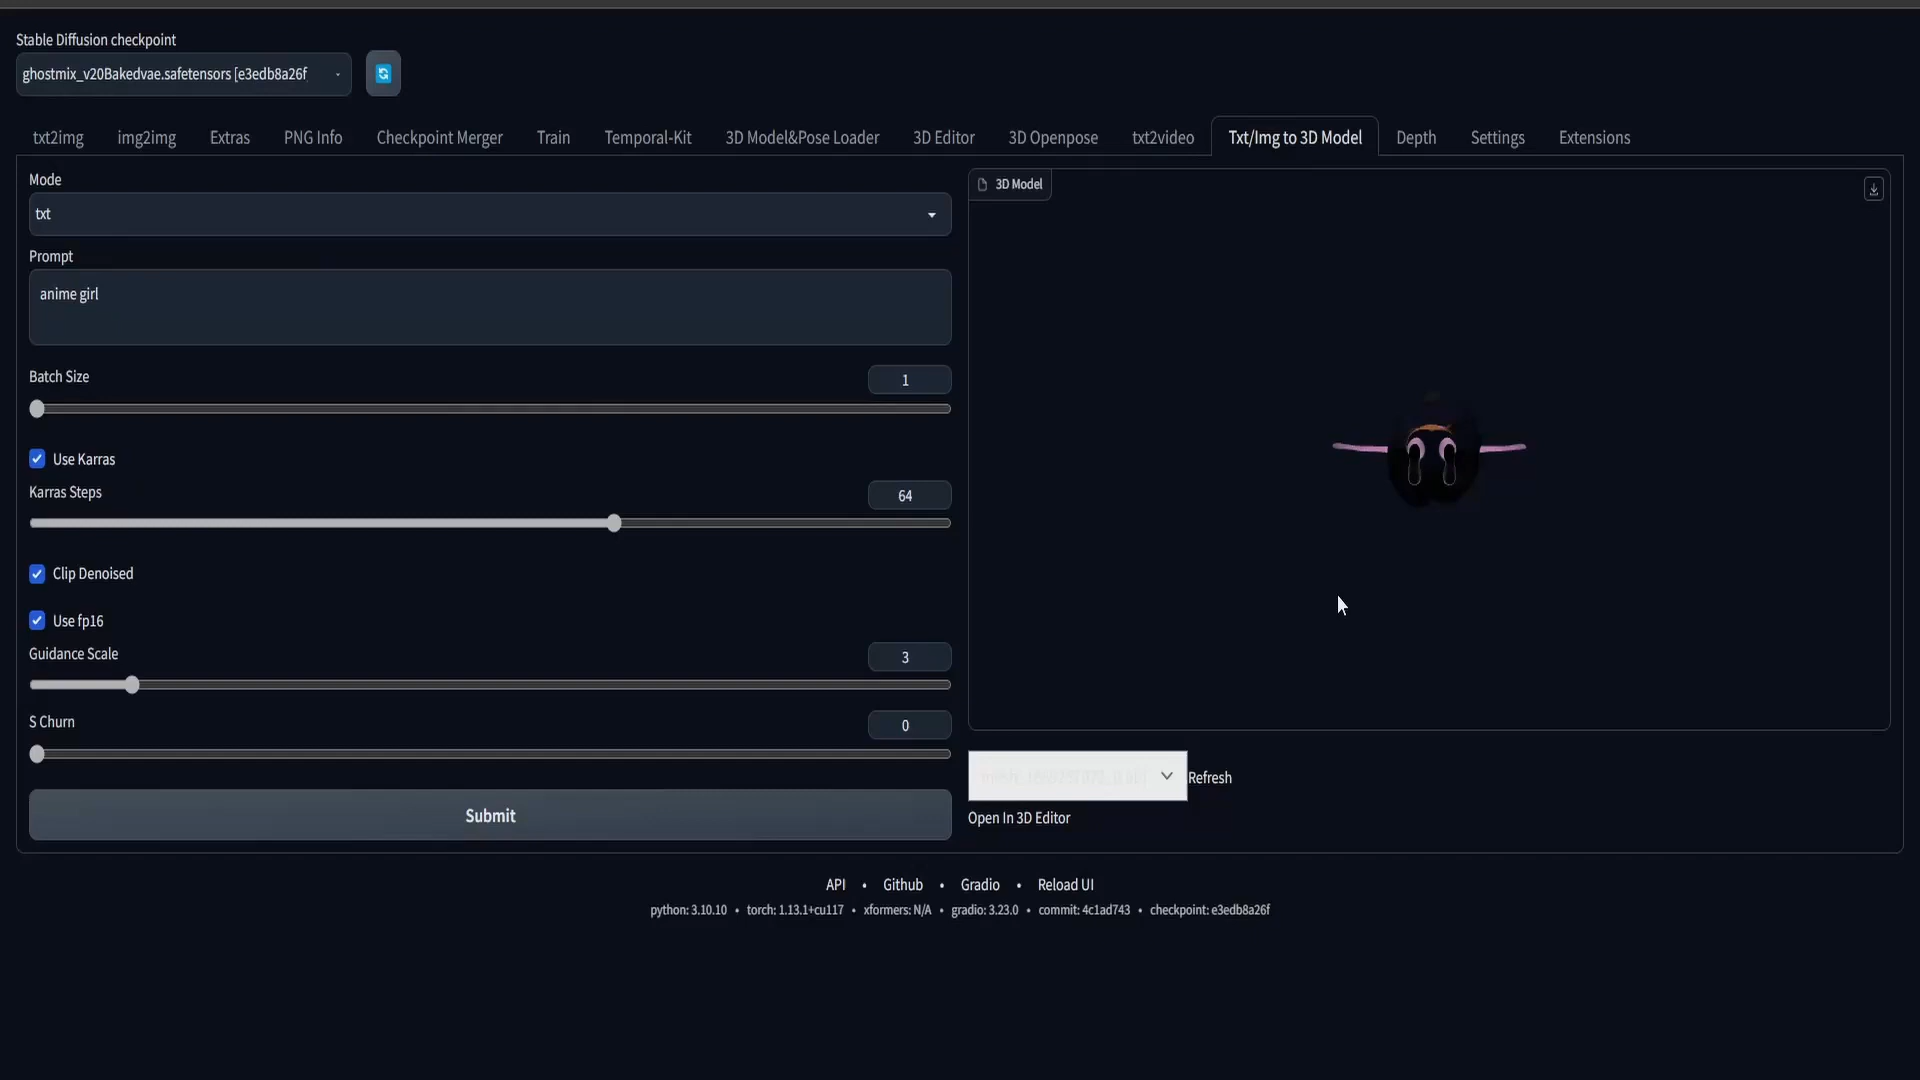 Stable Diffusion checkpoint
ghostmix_v20Bakedvae.safetensors [e3edb8a26f
txt2img img2img Extras PNG Info Checkpoint Merger Train Temporal-Kit 3D Model&Pose Loader 3D Editor 3D Openpose txt2video Txt/Img to 3D Model Depth Settings Extensions
Mode
txt
Prompt
anime girl
Batch Size
1
Use Karras
Karras Steps
64
Clip Denoised
Use fp16
Guidance Scale
3
S Churn
0
Submit
3D Model
Refresh
Open In 3D Editor
API • Github • Gradio • Reload UI
python: 3.10.10 • torch: 1.13.1+cu117 • xformers: N/A • gradio: 3.23.0 • commit: 4c1ad743 • checkpoint: e3edb8a26f